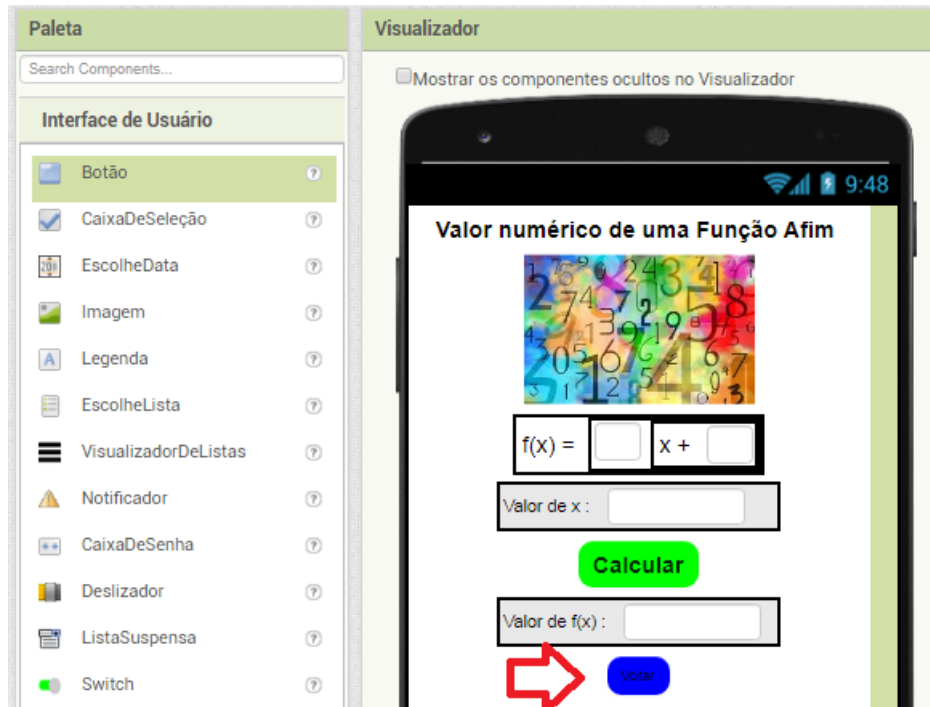 Paleta
Search Components...
Interface de Usuário
Botão
CaixaDeSeleção
EscolheData
Imagem
Legenda
EscolheLista
VisualizadorDeListas
Notificador
CaixaDeSenha
Deslizador
ListaSuspensa
Switch
Visualizador
Mostrar os componentes ocultos no Visualizador
9:48
Valor numérico de uma Função Afim
f(x) = x +
Valor de x :
Calcular
Valor de f(x) :
Voltar